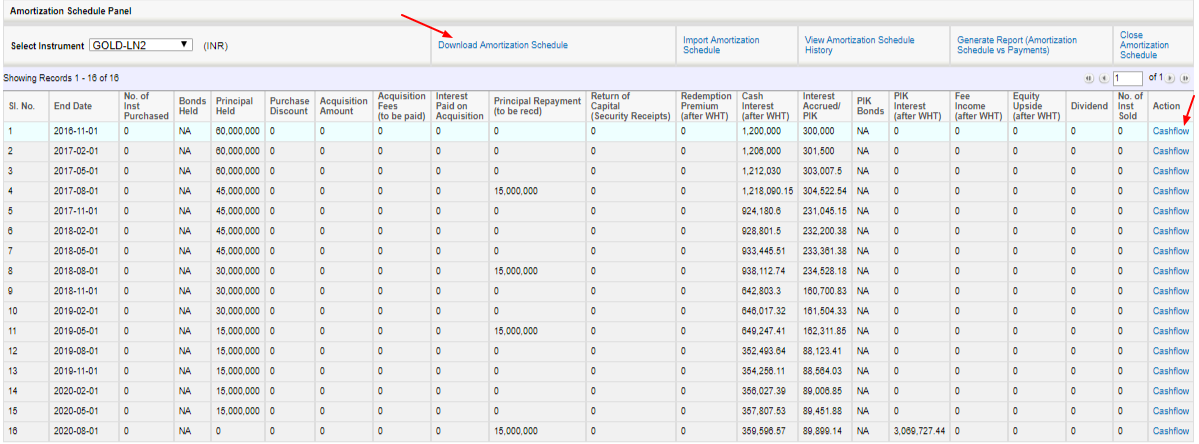 Amortization Schedule Panel
Select Instrument GOLD-LN2 (INR) Download Amortization Schedule Import Amortization Schedule View Amortization Schedule History Generate Report (Amortization Schedule vs Payments) Close Amortization Schedule
Showing Records 1 - 16 of 16 1 of 1
Sl. No. End Date No. of Inst Purchased Bonds Held Principal Held Purchase Discount Acquisition Amount Acquisition Fees (to be paid) Interest Paid on Acquisition Principal Repayment (to be recd) Return of Capital (Security Receipts) Redemption Premium (after WHT) Cash Interest (after WHT) Interest Accrued/ PIK PIK Bonds PIK Interest (after WHT) Fee Income (after WHT) Equity Upside (after WHT) Dividend No. of Inst Sold Action
1 2016-11-01 0 NA 60,000,000 0 0 0 0 0 0 0 1,200,000 300,000 NA 0 0 0 0 0 Cashflow
2 2017-02-01 0 NA 60,000,000 0 0 0 0 0 0 0 1,206,000 301,500 NA 0 0 0 0 0 Cashflow
3 2017-05-01 0 NA 60,000,000 0 0 0 0 0 0 0 1,212,030 303,007.5 NA 0 0 0 0 0 Cashflow
4 2017-08-01 0 NA 45,000,000 0 0 0 0 15,000,000 0 0 1,218,090.15 304,522.54 NA 0 0 0 0 0 Cashflow
5 2017-11-01 0 NA 45,000,000 0 0 0 0 0 0 0 924,180.6 231,045.15 NA 0 0 0 0 0 Cashflow
6 2018-02-01 0 NA 45,000,000 0 0 0 0 0 0 0 928,801.5 232,200.38 NA 0 0 0 0 0 Cashflow
7 2018-05-01 0 NA 45,000,000 0 0 0 0 0 0 0 933,445.51 233,361.38 NA 0 0 0 0 0 Cashflow
8 2018-08-01 0 NA 30,000,000 0 0 0 0 15,000,000 0 0 938,112.74 234,528.18 NA 0 0 0 0 0 Cashflow
9 2018-11-01 0 NA 30,000,000 0 0 0 0 0 0 0 642,803.3 160,700.83 NA 0 0 0 0 0 Cashflow
10 2019-02-01 0 NA 30,000,000 0 0 0 0 0 0 0 646,017.32 161,504.33 NA 0 0 0 0 0 Cashflow
11 2019-05-01 0 NA 15,000,000 0 0 0 0 15,000,000 0 0 649,247.41 162,311.85 NA 0 0 0 0 0 Cashflow
12 2019-08-01 0 NA 15,000,000 0 0 0 0 0 0 0 352,493.64 88,123.41 NA 0 0 0 0 0 Cashflow
13 2019-11-01 0 NA 15,000,000 0 0 0 0 0 0 0 354,256.11 88,564.03 NA 0 0 0 0 0 Cashflow
14 2020-02-01 0 NA 15,000,000 0 0 0 0 0 0 0 356,027.39 89,006.85 NA 0 0 0 0 0 Cashflow
15 2020-05-01 0 NA 15,000,000 0 0 0 0 0 0 0 357,807.53 89,451.88 NA 0 0 0 0 0 Cashflow
16 2020-08-01 0 NA 0 0 0 0 0 15,000,000 0 0 359,596.57 89,899.14 NA 3,069,727.44 0 0 0 0 Cashflow